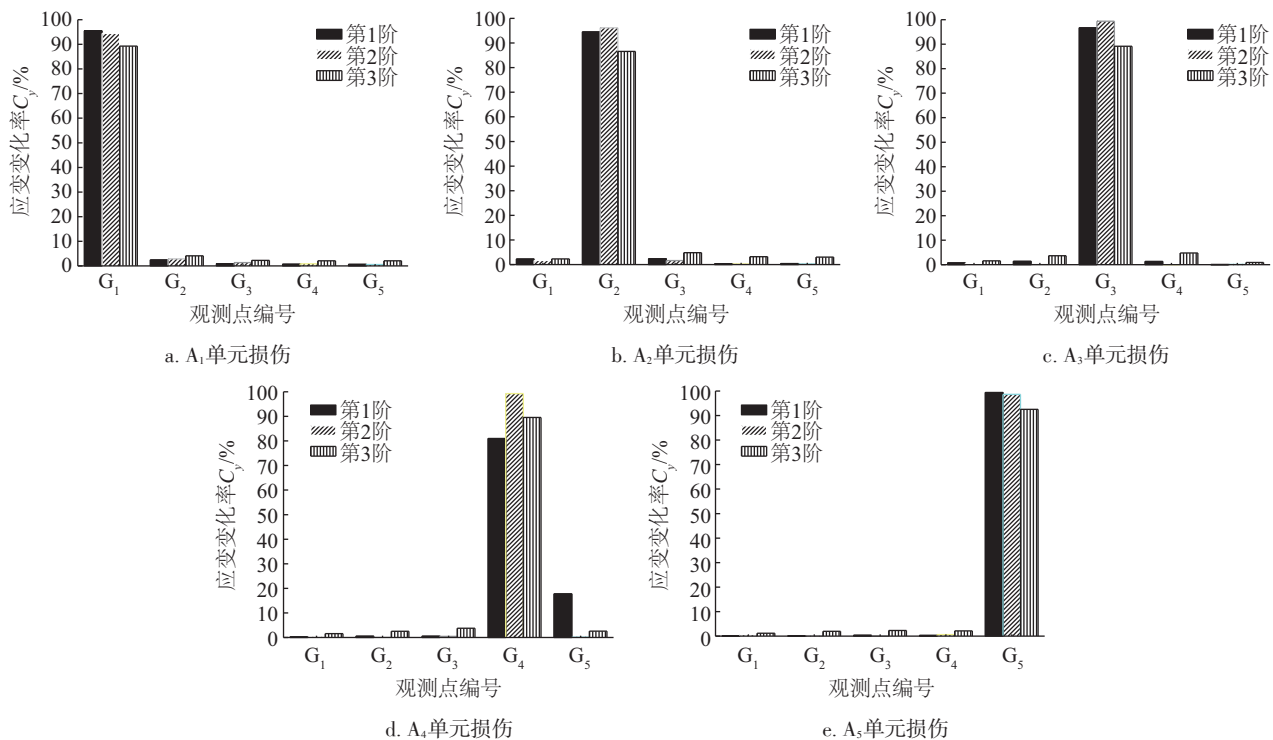 应变变化率Cy/%
100
90
80
70
60
50
40
30
20
10
0
第1阶
第2阶
第3阶
G₁ G₂ G₃ G₄ G₅
观测点编号
a. A₁单元损伤
应变变化率Cy/%
100
90
80
70
60
50
40
30
20
10
0
第1阶
第2阶
第3阶
G₁ G₂ G₃ G₄ G₅
观测点编号
b. A₂单元损伤
应变变化率Cy/%
100
90
80
70
60
50
40
30
20
10
0
第1阶
第2阶
第3阶
G₁ G₂ G₃ G₄ G₅
观测点编号
c. A₃单元损伤
应变变化率Cy/%
100
90
80
70
60
50
40
30
20
10
0
第1阶
第2阶
第3阶
G₁ G₂ G₃ G₄ G₅
观测点编号
d. A₄单元损伤
应变变化率Cy/%
100
90
80
70
60
50
40
30
20
10
0
第1阶
第2阶
第3阶
G₁ G₂ G₃ G₄ G₅
观测点编号
e. A₅单元损伤